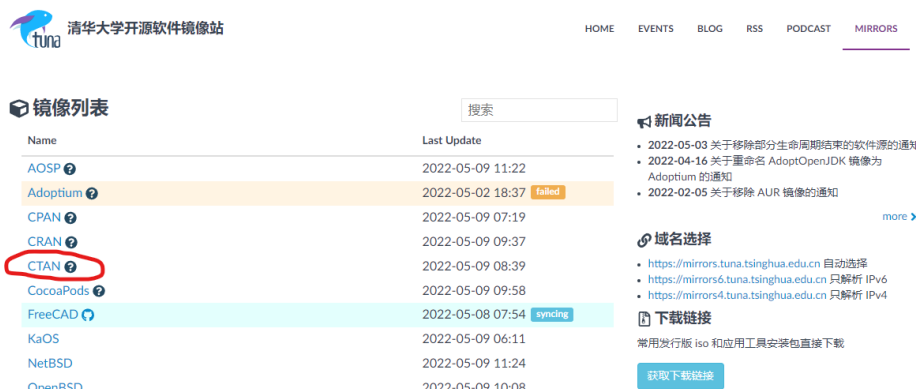 tuna 清华大学开源软件镜像站
HOME EVENTS BLOG RSS PODCAST MIRRORS
镜像列表
搜索
Name Last Update
AOSP 2022-05-09 11:22
Adoptium 2022-05-02 18:37 failed
CPAN 2022-05-09 07:19
CRAN 2022-05-09 09:37
CTAN 2022-05-09 08:39
CocoaPods 2022-05-09 09:58
FreeCAD 2022-05-08 07:54 syncing
KaOS 2022-05-09 06:11
NetBSD 2022-05-09 11:24
OpenBSD 2022-05-09 10:08
新闻公告
2022-05-03 关于移除部分生命周期结束的软件源的通知
2022-04-16 关于重命名 AdoptOpenJDK 镜像为
Adoptium 的通知
2022-02-05 关于移除 AUR 镜像的通知
more
域名选择
https://mirrors.tuna.tsinghua.edu.cn 自动选择
https://mirrors6.tuna.tsinghua.edu.cn 只解析 IPv6
https://mirrors4.tuna.tsinghua.edu.cn 只解析 IPv4
下载链接
常用发行版 iso 和应用工具安装包直接下载
获取下载链接